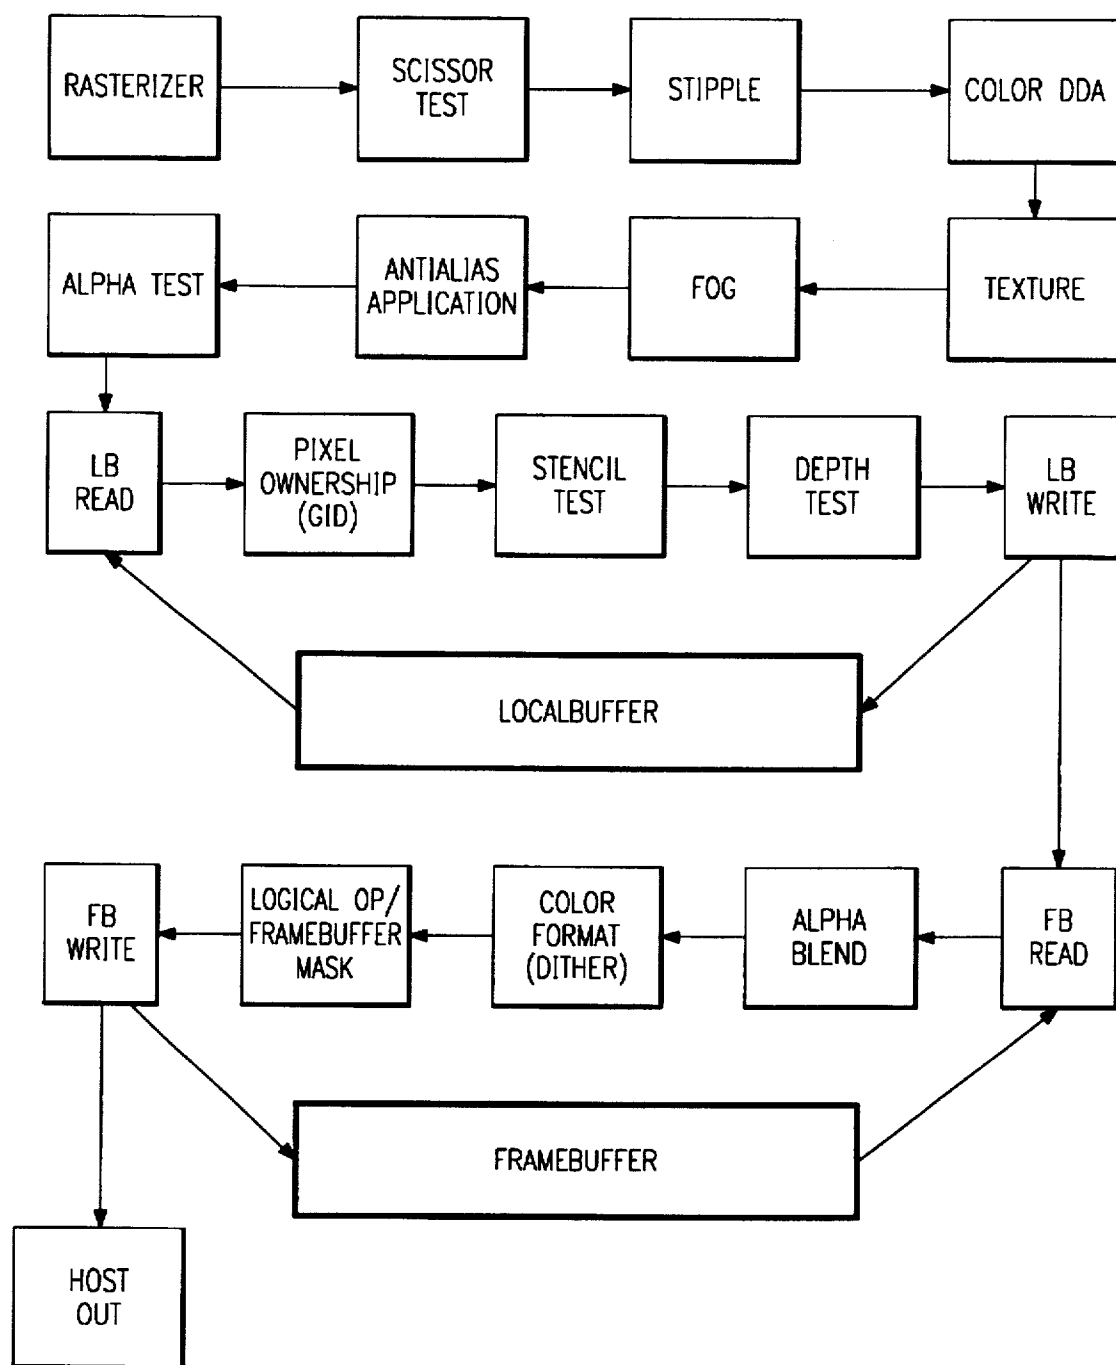 RASTERIZER
SCISSOR
TEST
STIPPLE
COLOR DDA
ALPHA TEST
ANTIALIAS
APPLICATION
FOG
TEXTURE
LB
READ
PIXEL
OWNERSHIP
(GID)
STENCIL
TEST
DEPTH
TEST
LB
WRITE
LOCALBUFFER
FB
WRITE
LOGICAL OP/
FRAMEBUFFER
MASK
COLOR
FORMAT
(DITHER)
ALPHA
BLEND
FB
READ
FRAMEBUFFER
HOST
OUT